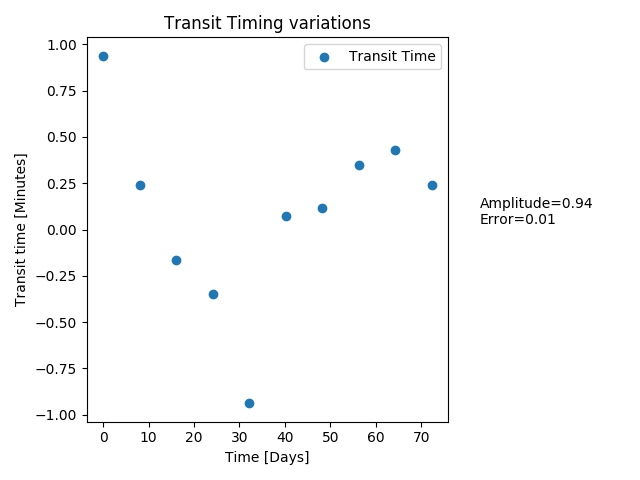 Transit Timing variations
Transit Time
1.00
0.75
0.50
0.25
0.00
−0.25
−0.50
−0.75
−1.00
Transit time [Minutes]
0 10 20 30 40 50 60 70
Time [Days]
Amplitude=0.94
Error=0.01